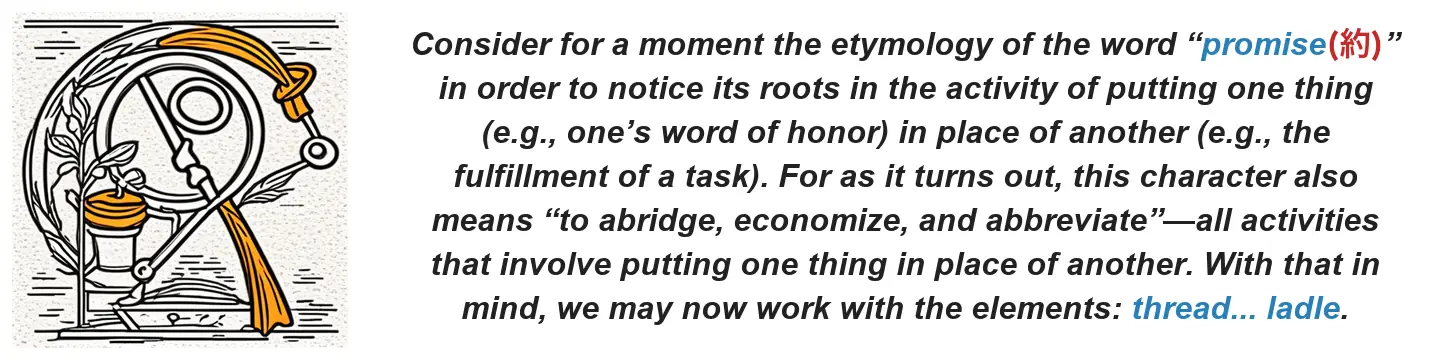 Consider for a moment the etymology of the word “promise(約)”
in order to notice its roots in the activity of putting one thing
(e.g., one’s word of honor) in place of another (e.g., the
fulfillment of a task). For as it turns out, this character also
means “to abridge, economize, and abbreviate”—all activities
that involve putting one thing in place of another. With that in
mind, we may now work with the elements: thread... ladle.